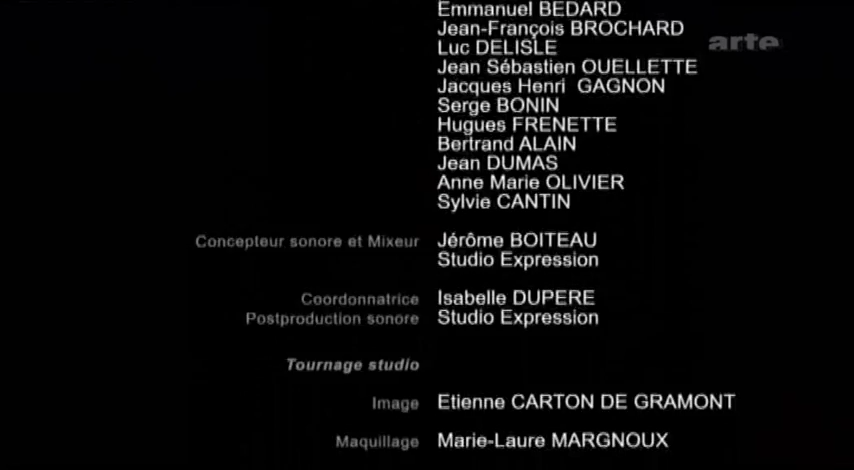 Emmanuel BEDARD
arte
Jean-François BROCHARD
Luc DELISLE
Jean Sébastien OUELLETTE
Jacques Henri  GAGNON
Serge BONIN
Hugues FRENETTE
Bertrand ALAIN
Jean DUMAS
Anne Marie OLIVIER
Sylvie CANTIN
Concepteur sonore et Mixeur Jérôme BOITEAU
Studio Expression
Coordonnatrice Isabelle DUPERE
Postproduction sonore Studio Expression
Tournage studio
Image Etienne CARTON DE GRAMONT
Maquillage Marie-Laure MARGNOUX